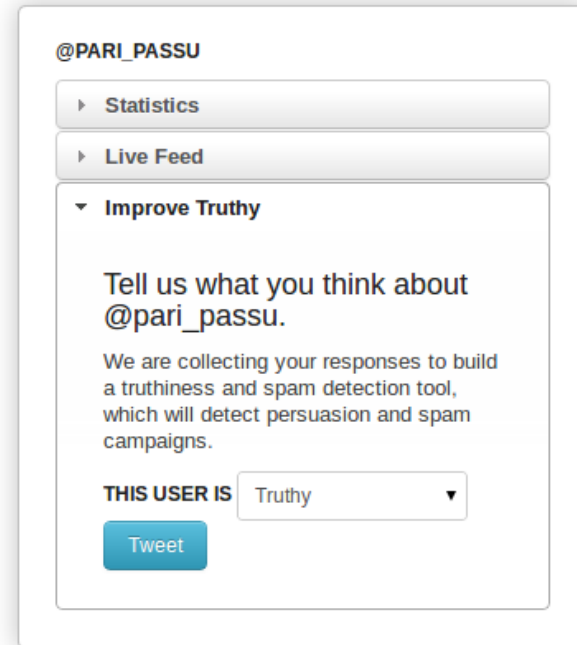 @PARI_PASSU
Statistics
Live Feed
Improve Truthy
Tell us what you think about
@pari_passu.
We are collecting your responses to build
a truthiness and spam detection tool,
which will detect persuasion and spam
campaigns.
THIS USER IS Truthy
Tweet